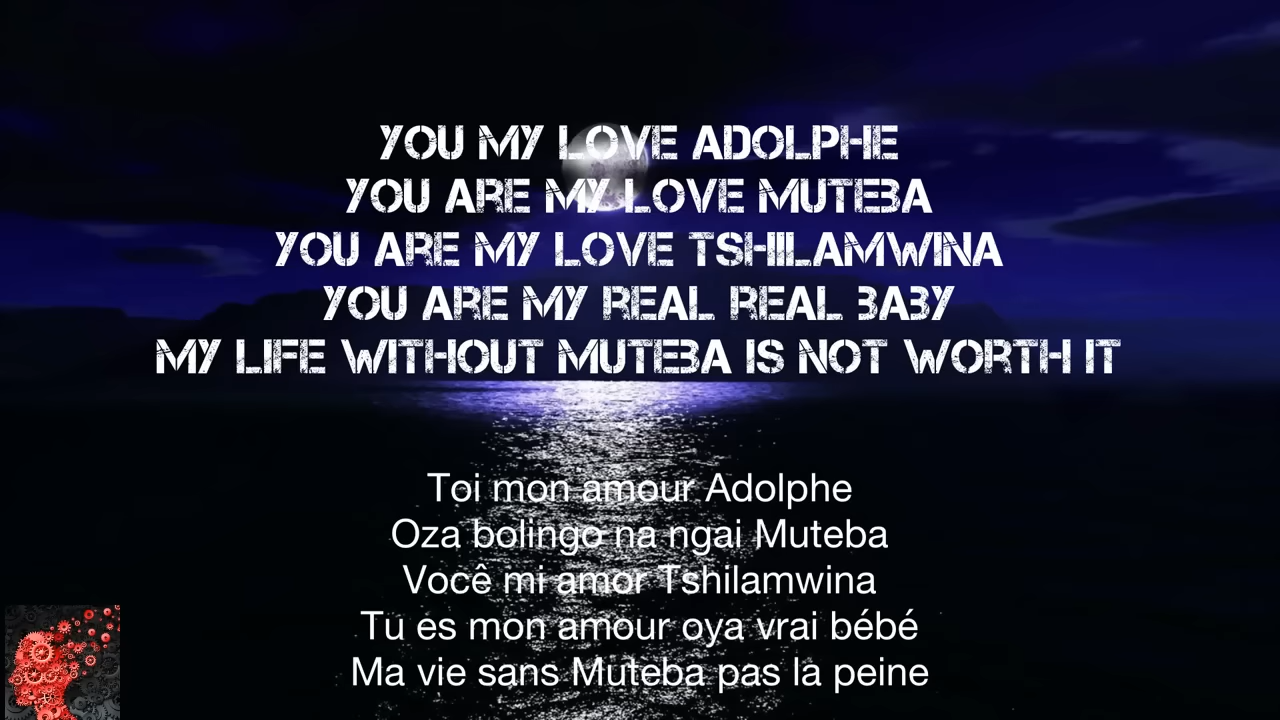 YOU MY LOVE ADOLPHE
YOU ARE MY LOVE MUTEBA
YOU ARE MY LOVE TSHILAMWINA
YOU ARE MY REAL REAL BABY
MY LIFE WITHOUT MUTEBA IS NOT WORTH IT
Toi mon amour Adolphe
Oza bolingo na ngai Muteba
Você mi amor Tshilamwina
Tu es mon amour oya vrai bébé
Ma vie sans Muteba pas la peine